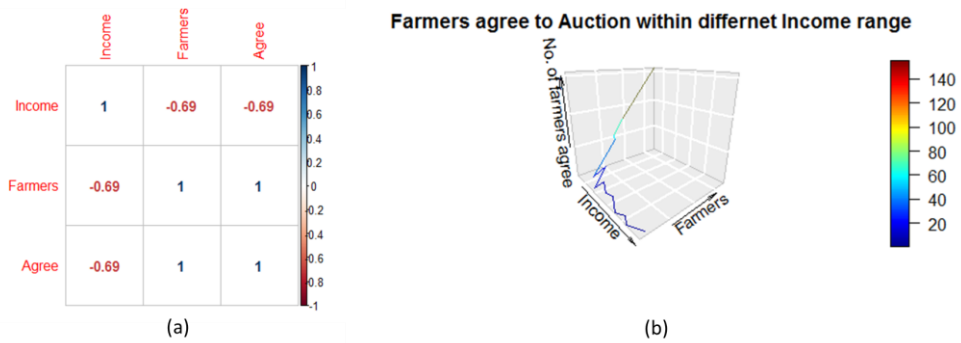 Income
Farmers
Agree
Income
1
-0.69
-0.69
Farmers
-0.69
1
1
Agree
-0.69
1
1
1
0.8
0.6
0.4
0.2
0
-0.2
-0.4
-0.6
-0.8
-1
(a)
Farmers agree to Auction within differnet Income range
No. of farmers agree
Income
Farmers
140
120
100
80
60
40
20
(b)